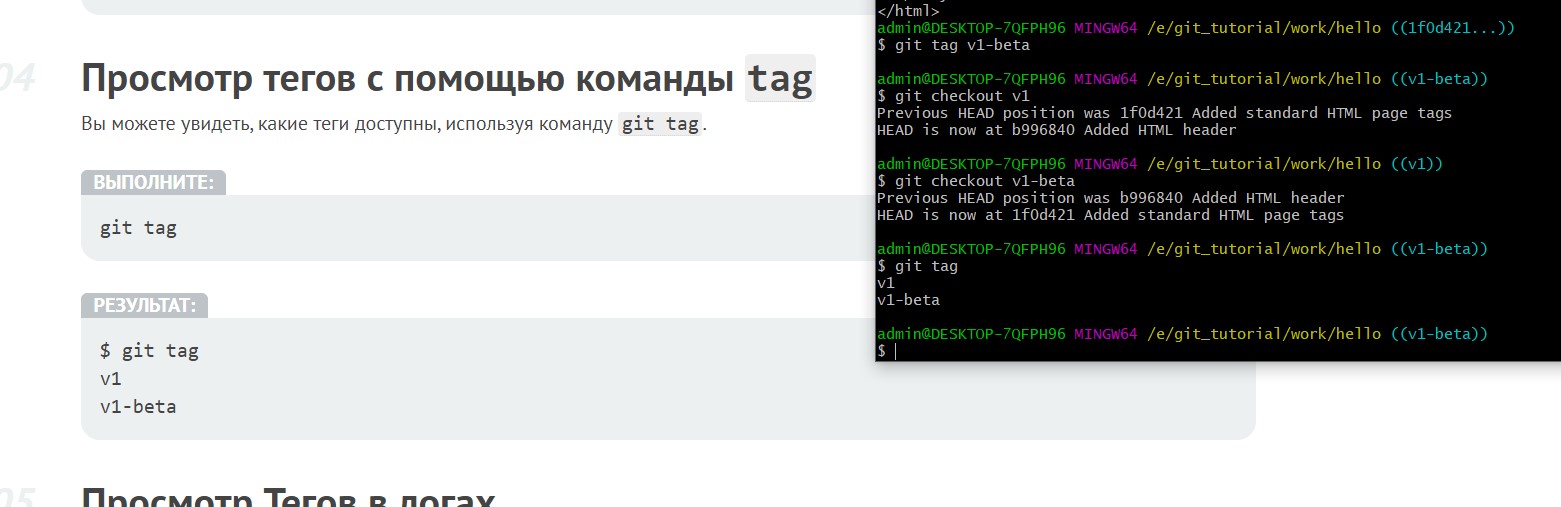 04
Просмотр тегов с помощью команды tag
Вы можете увидеть, какие теги доступны, используя команду git tag.
ВЫПОЛНИТЕ:
git tag
РЕЗУЛЬТАТ:
$ git tag
v1
v1-beta
05
Просмотр Тегов в логах
</html>
admin@DESKTOP-7QFPH96 MINGW64 /e/git_tutorial/work/hello ((1f0d421...))
$ git tag v1-beta
admin@DESKTOP-7QFPH96 MINGW64 /e/git_tutorial/work/hello ((v1-beta))
$ git checkout v1
Previous HEAD position was 1f0d421 Added standard HTML page tags
HEAD is now at b996840 Added HTML header
admin@DESKTOP-7QFPH96 MINGW64 /e/git_tutorial/work/hello ((v1))
$ git checkout v1-beta
Previous HEAD position was b996840 Added HTML header
HEAD is now at 1f0d421 Added standard HTML page tags
admin@DESKTOP-7QFPH96 MINGW64 /e/git_tutorial/work/hello ((v1-beta))
$ git tag
v1
v1-beta
admin@DESKTOP-7QFPH96 MINGW64 /e/git_tutorial/work/hello ((v1-beta))
$